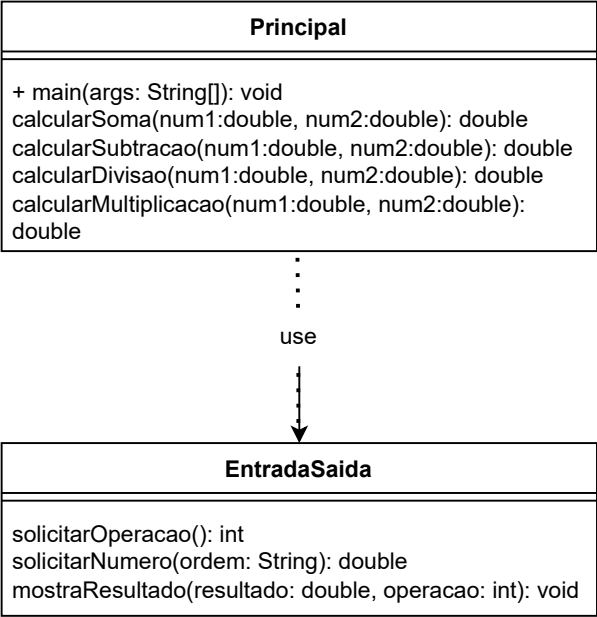 Principal
+ main(args: String[]): void
calcularSoma(num1:double, num2:double): double
calcularSubtracao(num1:double, num2:double): double
calcularDivisao(num1:double, num2:double): double
calcularMultiplicacao(num1:double, num2:double):
double
use
EntradaSaida
solicitarOperacao(): int
solicitarNumero(ordem: String): double
mostraResultado(resultado: double, operacao: int): void